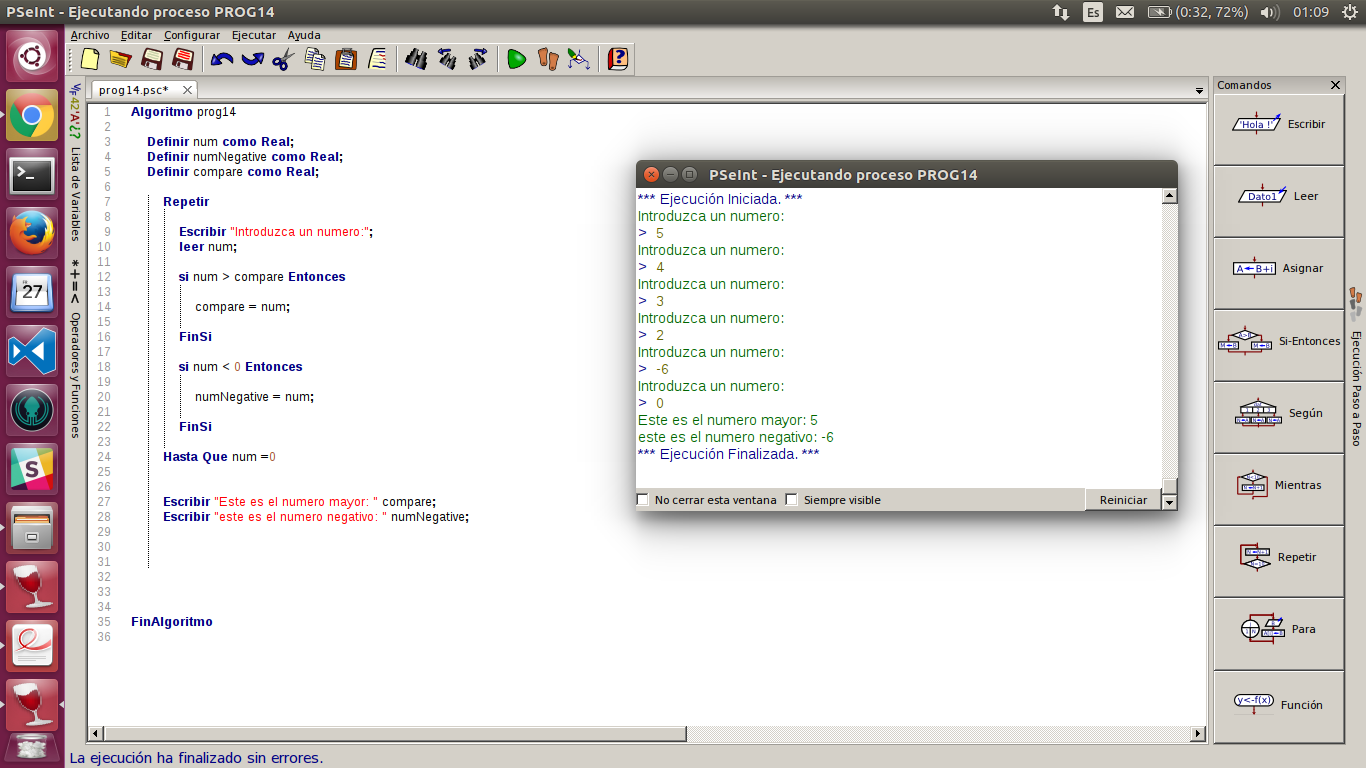 PSeInt - Ejecutando proceso PROG14
Es
(0:32, 72%)
01:09
Archivo Editar Configurar Ejecutar Ayuda
prog14.psc*
Lista de Variables
Operadores y Funciones
1 Algoritmo prog14
2
3 Definir num como Real;
4 Definir numNegative como Real;
5 Definir compare como Real;
6
7 Repetir
8
9 Escribir "Introduzca un numero:";
10 leer num;
11
12 si num > compare Entonces
13
14 compare = num;
15
16 FinSi
17
18 si num < 0 Entonces
19
20 numNegative = num;
21
22 FinSi
23
24 Hasta Que num =0
25
26
27 Escribir "Este es el numero mayor: " compare;
28 Escribir "este es el numero negativo: " numNegative;
29
30
31
32
33
34
35 FinAlgoritmo
36
PSeInt - Ejecutando proceso PROG14
*** Ejecución Iniciada. ***
Introduzca un numero:
> 5
Introduzca un numero:
> 4
Introduzca un numero:
> 3
Introduzca un numero:
> 2
Introduzca un numero:
> -6
Introduzca un numero:
> 0
Este es el numero mayor: 5
este es el numero negativo: -6
*** Ejecución Finalizada. ***
No cerrar esta ventana
Siempre visible
Reiniciar
Comandos
'Hola !' Escribir
Dato1 Leer
A←B+i Asignar
Si-Entonces
Según
Mientras
Repetir
Para
y<-f(x) Función
Ejecución Paso a Paso
27
La ejecución ha finalizado sin errores.